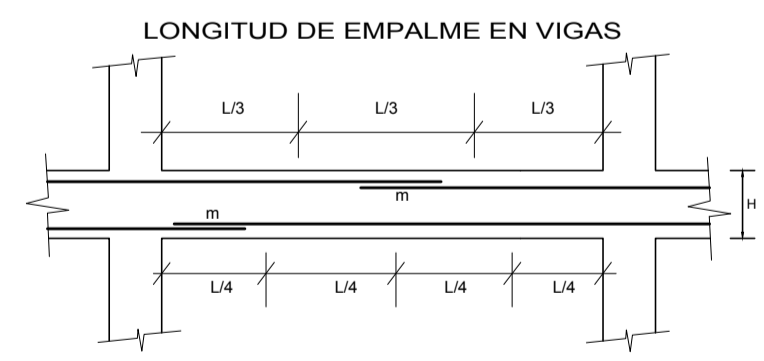 LONGITUD DE EMPALME EN VIGAS
L/3 L/3 L/3
m
m
H
L/4 L/4 L/4 L/4